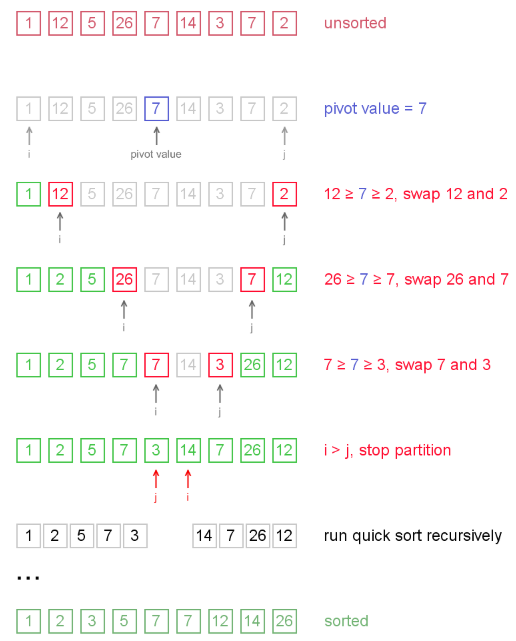 1 12 5 26 7 14 3 7 2 unsorted
1 12 5 26 7 14 3 7 2 pivot value = 7
i pivot value j
1 12 5 26 7 14 3 7 2 12 ≥ 7 ≥ 2, swap 12 and 2
i j
1 2 5 26 7 14 3 7 12 26 ≥ 7 ≥ 7, swap 26 and 7
i j
1 2 5 7 7 14 3 26 12 7 ≥ 7 ≥ 3, swap 7 and 3
i j
1 2 5 7 3 14 7 26 12 i > j, stop partition
j i
1 2 5 7 3 14 7 26 12 run quick sort recursively
...
1 2 3 5 7 7 12 14 26 sorted